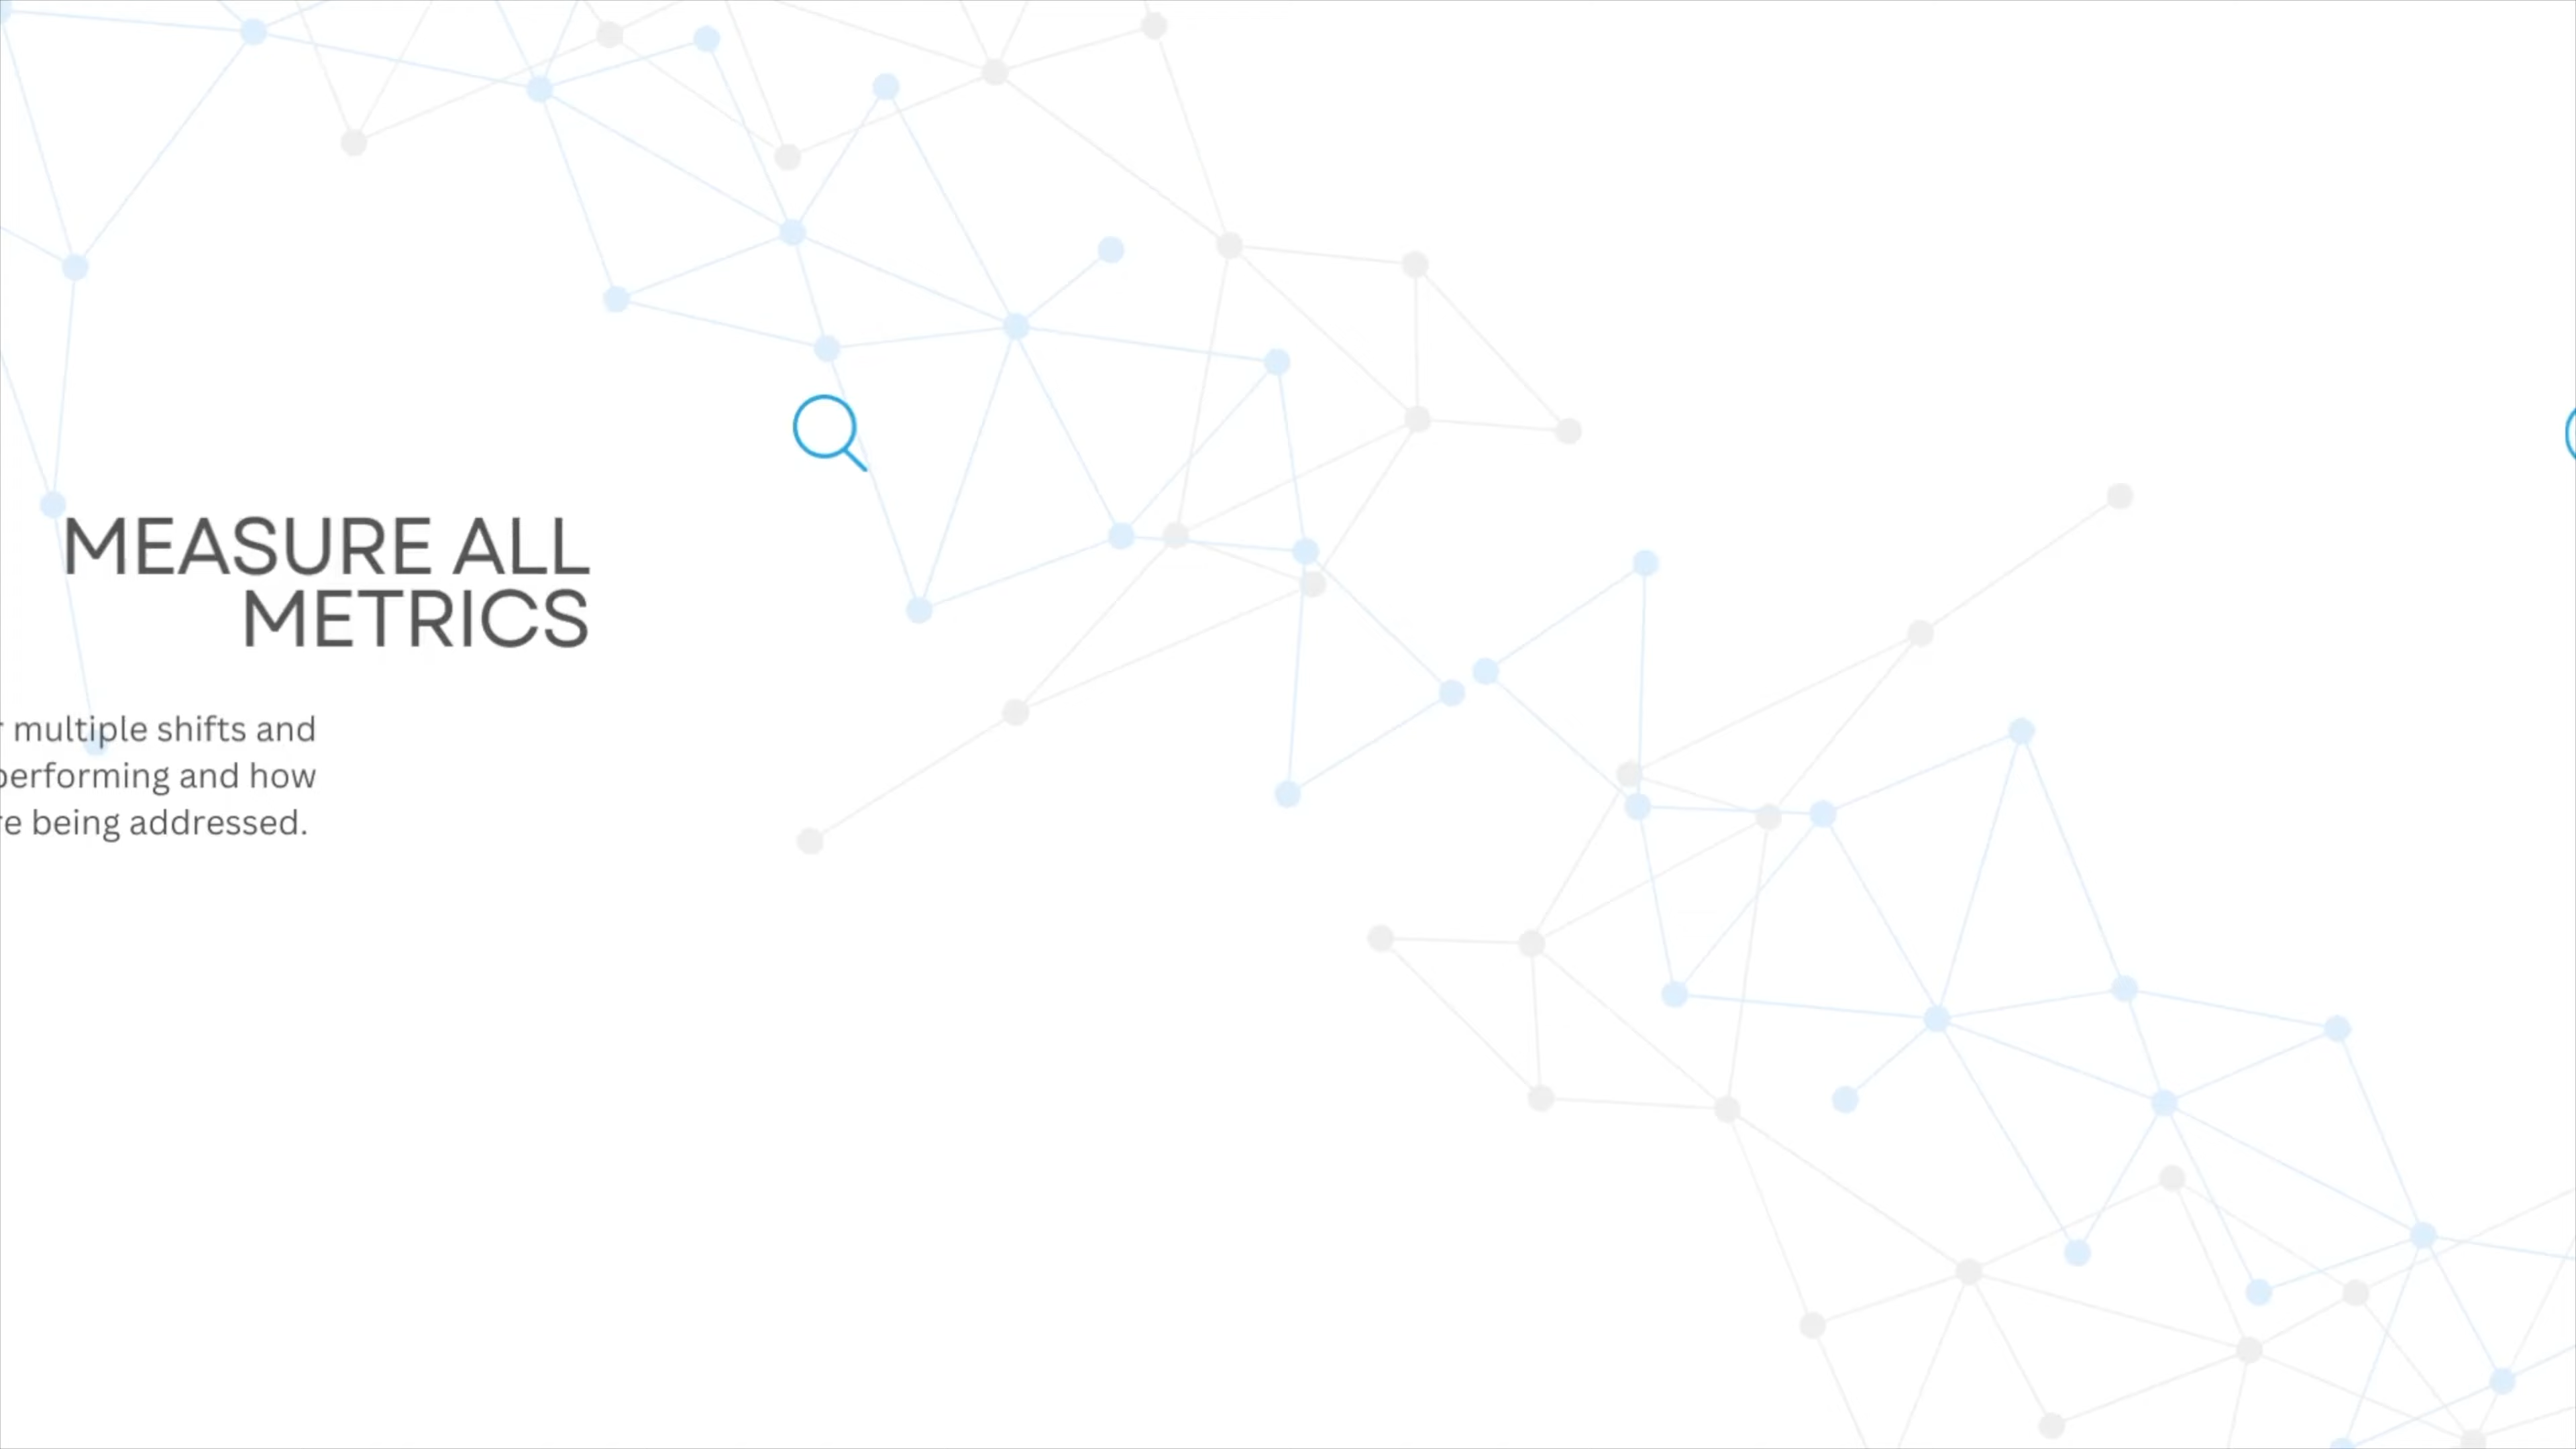 MEASURE ALL
METRICS
multiple shifts and
performing and how
being addressed.